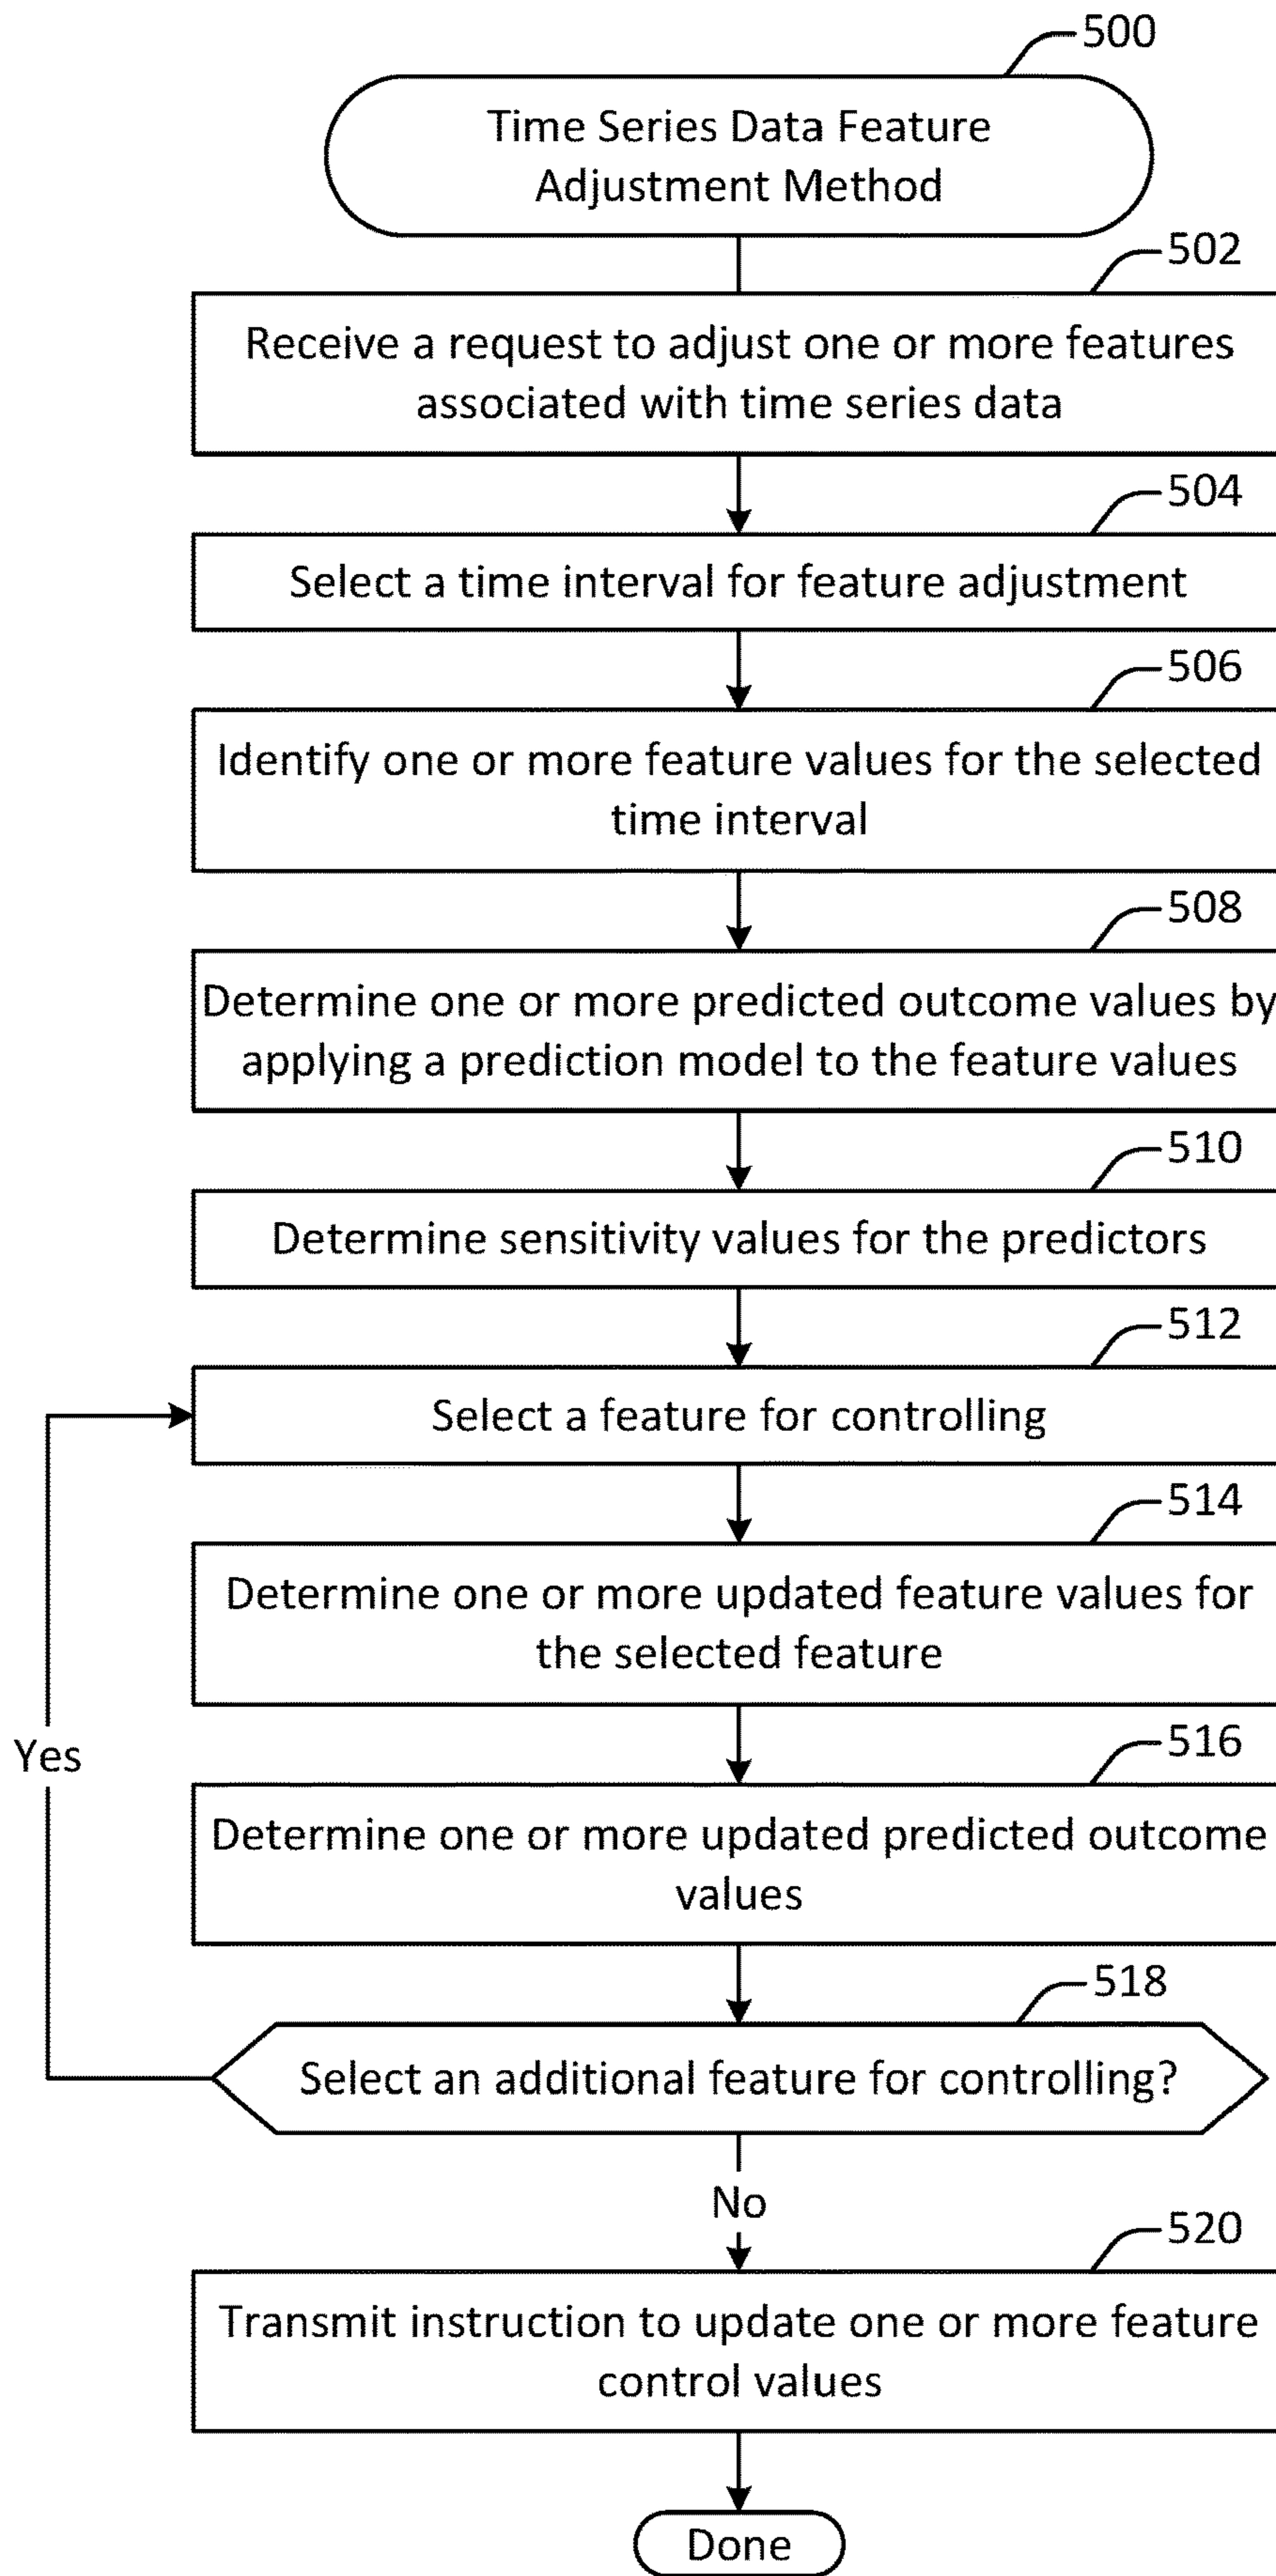 500
Time Series Data Feature
Adjustment Method
502
Receive a request to adjust one or more features
associated with time series data
504
Select a time interval for feature adjustment
506
Identify one or more feature values for the selected
time interval
508
Determine one or more predicted outcome values by
applying a prediction model to the feature values
510
Determine sensitivity values for the predictors
512
Select a feature for controlling
514
Determine one or more updated feature values for
the selected feature
Yes
516
Determine one or more updated predicted outcome
values
518
Select an additional feature for controlling?
No
520
Transmit instruction to update one or more feature
control values
Done